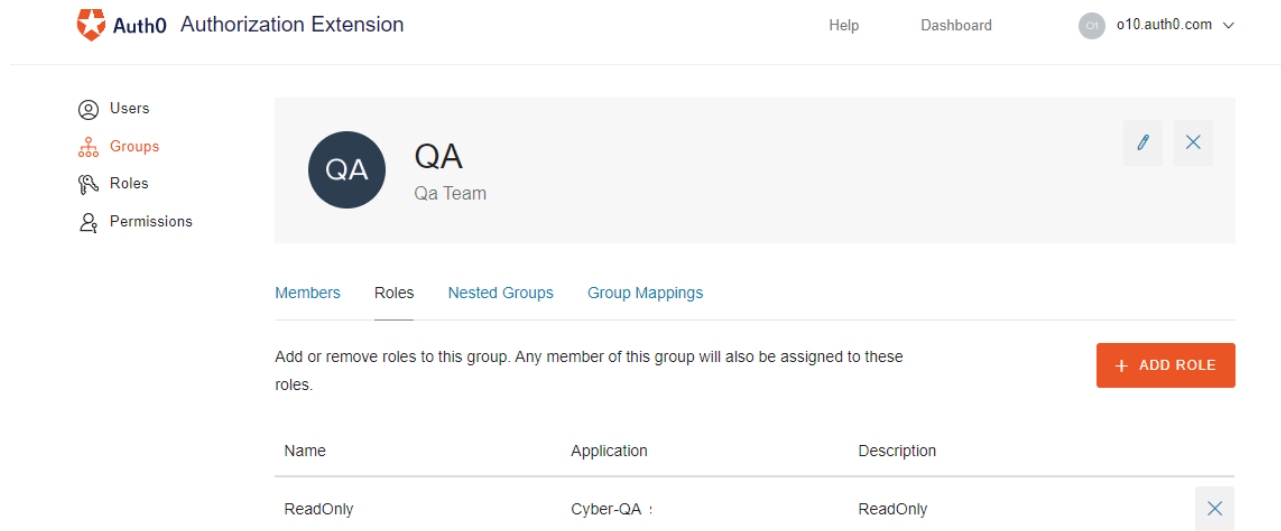 Auth0 Authorization Extension Help Dashboard O1 o10.auth0.com
Users
Groups
Roles
Permissions
QA
QA
Qa Team
Members Roles Nested Groups Group Mappings
Add or remove roles to this group. Any member of this group will also be assigned to these
roles.
+ ADD ROLE
Name Application Description
ReadOnly Cyber-QA : ReadOnly